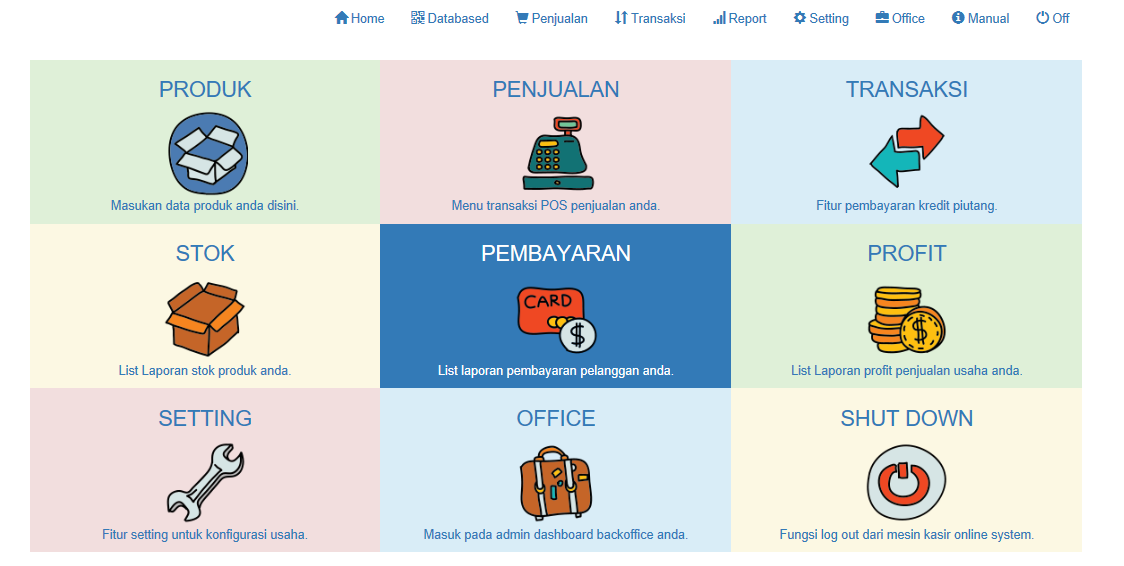 Home Databased Penjualan Transaksi Report Setting Office Manual Off
PRODUK
Masukan data produk anda disini.
PENJUALAN
Menu transaksi POS penjualan anda.
TRANSAKSI
Fitur pembayaran kredit piutang.
STOK
List Laporan stok produk anda.
PEMBAYARAN
CARD
$
List laporan pembayaran pelanggan anda.
PROFIT
$
List Laporan profit penjualan usaha anda.
SETTING
Fitur setting untuk konfigurasi usaha.
OFFICE
Masuk pada admin dashboard backoffice anda.
SHUT DOWN
Fungsi log out dari mesin kasir online system.